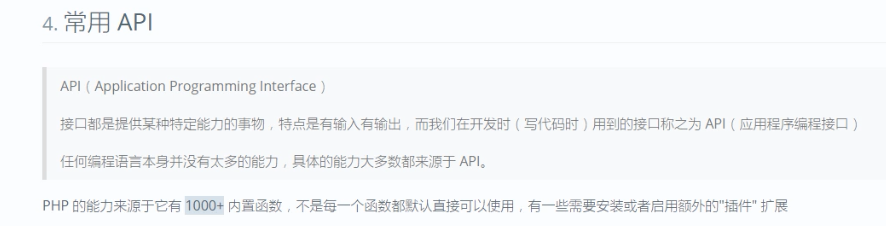 4. 常用 API
API（Application Programming Interface）
接口都是提供某种特定能力的事物，特点是有输入有输出，而我们在开发时（写代码时）用到的接口称之为 API（应用程序编程接口）
任何编程语言本身并没有太多的能力，具体的能力大多数都来源于 API。
PHP 的能力来源于它有 1000+ 内置函数，不是每一个函数都默认直接可以使用，有一些需要安装或者启用额外的"插件" 扩展